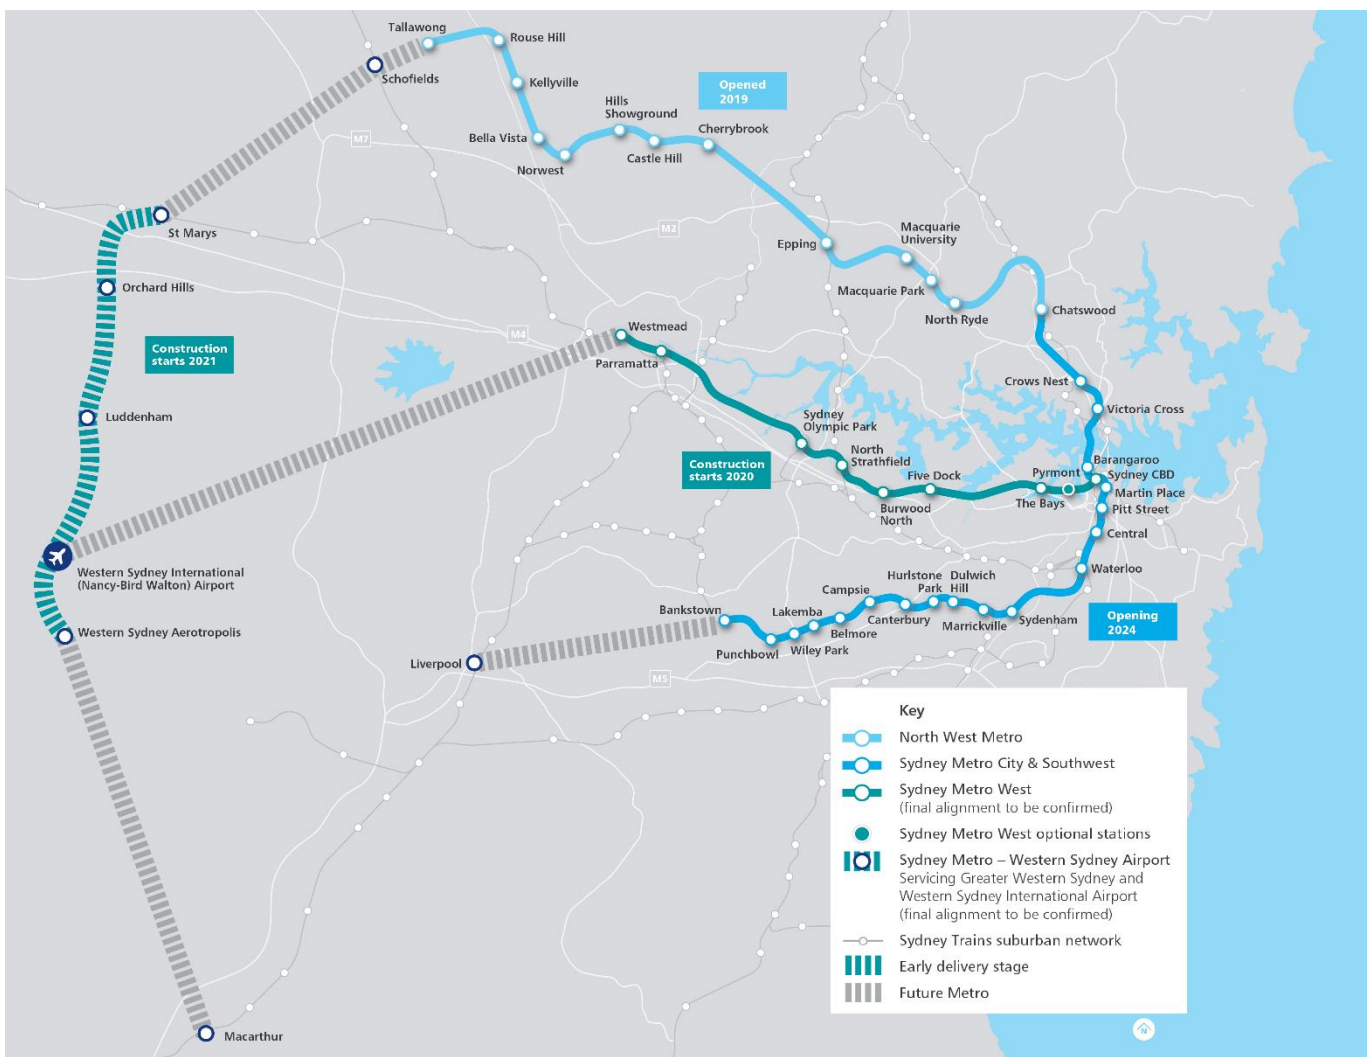 Tallawong
Rouse Hill
Schofields
Kellyville
Opened
2019
Hills
Showground
Cherrybrook
M7
Bella Vista
Norwest
Castle Hill
St Marys
M2
Epping
Macquarie
University
Orchard Hills
Macquarie Park
North Ryde
Chatswood
Construction
starts 2021
M4
Westmead
Parramatta
Crows Nest
Luddenham
Victoria Cross
Sydney
Olympic Park
North
Strathfield
Construction
starts 2020
Five Dock
Pyrmont
Barangaroo
Sydney CBD
Martin Place
The Bays
Pitt Street
Burwood
North
Central
Western Sydney International
(Nancy-Bird Walton) Airport
Waterloo
Hurlstone
Park
Dulwich
Hill
Campsie
Bankstown
Lakemba
Canterbury
Belmore
Marrickville
Sydenham
Opening
2024
Western Sydney Aerotropolis
Punchbowl
Wiley Park
Liverpool
M5
Key
North West Metro
Sydney Metro City & Southwest
Sydney Metro West
(final alignment to be confirmed)
Sydney Metro West optional stations
Sydney Metro – Western Sydney Airport
Servicing Greater Western Sydney and
Western Sydney International Airport
(final alignment to be confirmed)
Sydney Trains suburban network
Early delivery stage
Future Metro
Macarthur
N